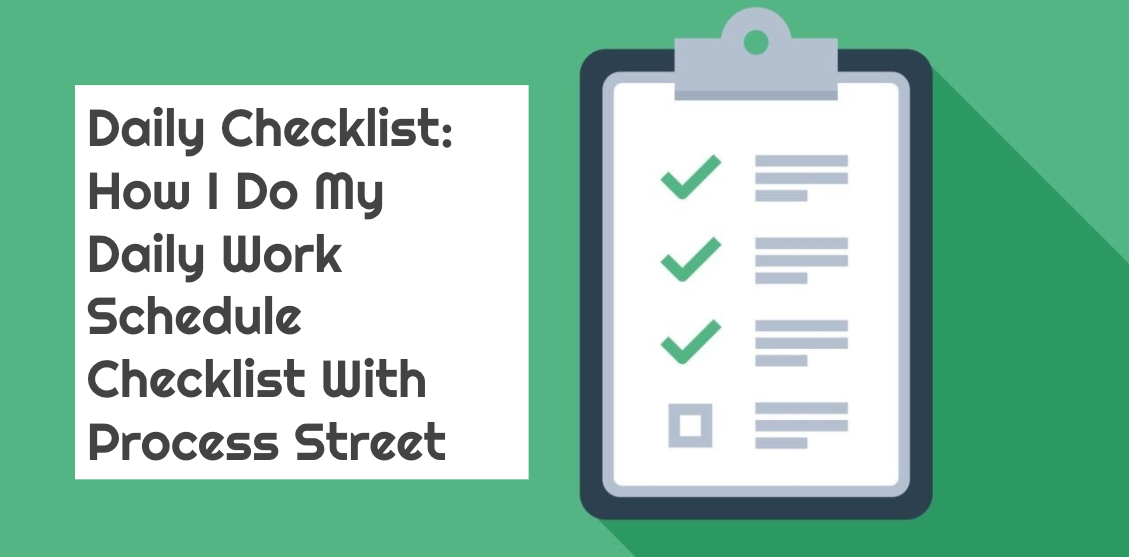 Daily Checklist:
How I Do My
Daily Work
Schedule
Checklist With
Process Street